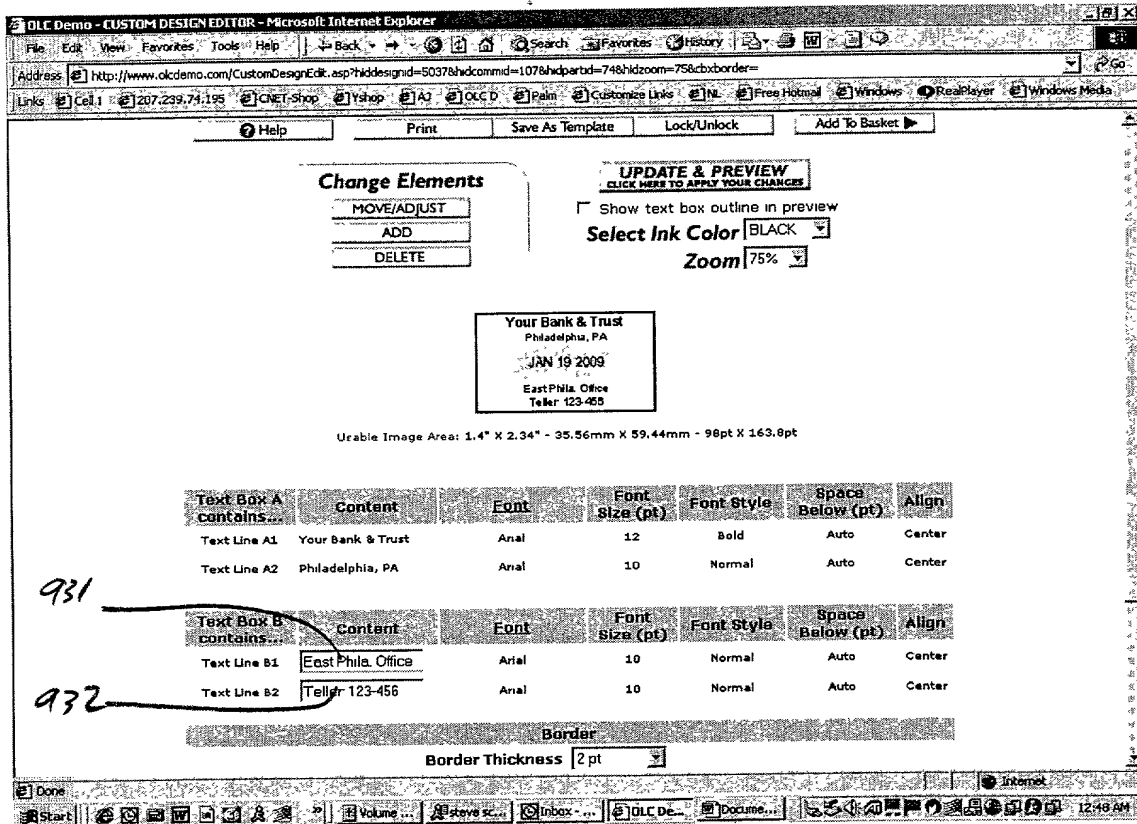 OLC Demo - CUSTOM DESIGN EDITOR - Microsoft Internet Explorer
File Edit View Favorites Tools Help Back Search Favorites History
Address http://www.olcdemo.com/CustomDesignEdit.asp?hiddesignid=5037&hidcommid=107&hidpartid=74&hidzoom=75&cbxborder= Go
Links Cell 1 207.239.74.195 CNET-Shop Yshop AJ OLC D Palm Customize Links NL Free Hotmail Windows RealPlayer Windows Media
Help Print Save As Template Lock/Unlock Add To Basket
Change Elements
MOVE/ADJUST
ADD
DELETE
UPDATE & PREVIEW
CLICK HERE TO APPLY YOUR CHANGES
Show text box outline in preview
Select Ink Color BLACK
Zoom 75%
Your Bank & Trust
Philadelphia, PA
JAN 19 2009
East Phila. Office
Teller 123-456
Usable Image Area: 1.4" X 2.34" - 35.56mm X 59.44mm - 98pt X 163.8pt
Text Box A contains... Content Font Font Size (pt) Font Style Space Below (pt) Align
Text Line A1 Your Bank & Trust Arial 12 Bold Auto Center
Text Line A2 Philadelphia, PA Arial 10 Normal Auto Center
931
Text Box B contains... Content Font Font Size (pt) Font Style Space Below (pt) Align
Text Line B1 East Phila. Office Arial 10 Normal Auto Center
932
Text Line B2 Teller 123-456 Arial 10 Normal Auto Center
Border
Border Thickness 2 pt
Done Internet
Start Volume ... steve sc... Inbox - ... OLC De... Docume... 12:48 AM